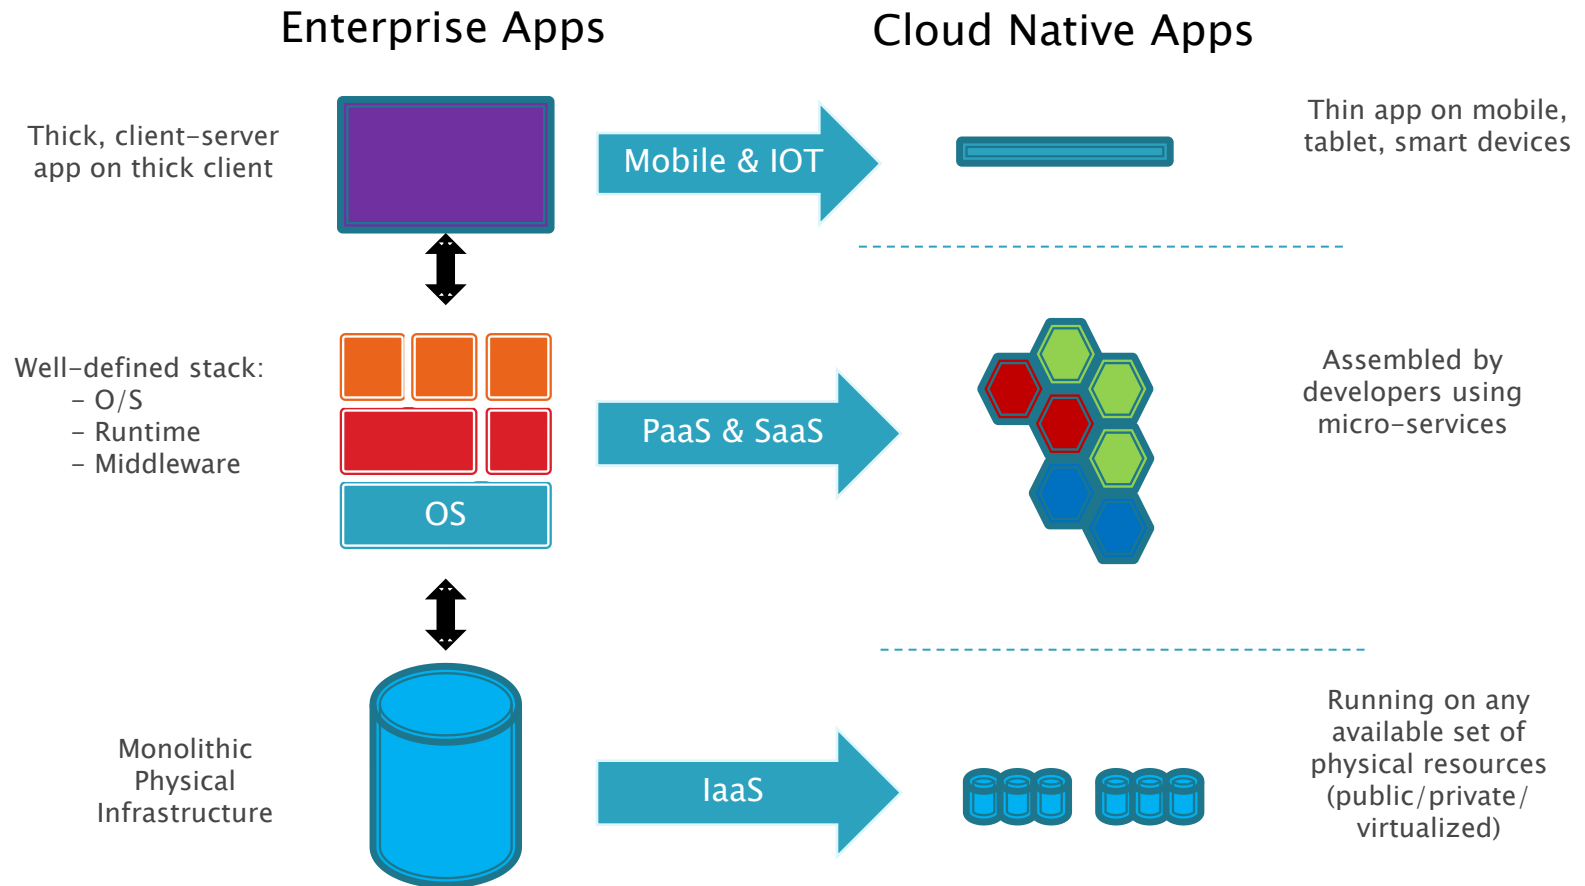 Enterprise Apps
Cloud Native Apps
Thick, client-server
app on thick client
Mobile & IOT
Thin app on mobile,
tablet, smart devices
Well-defined stack:
- O/S
- Runtime
- Middleware
OS
PaaS & SaaS
Assembled by
developers using
micro-services
Monolithic
Physical
Infrastructure
IaaS
Running on any
available set of
physical resources
(public/private/
virtualized)